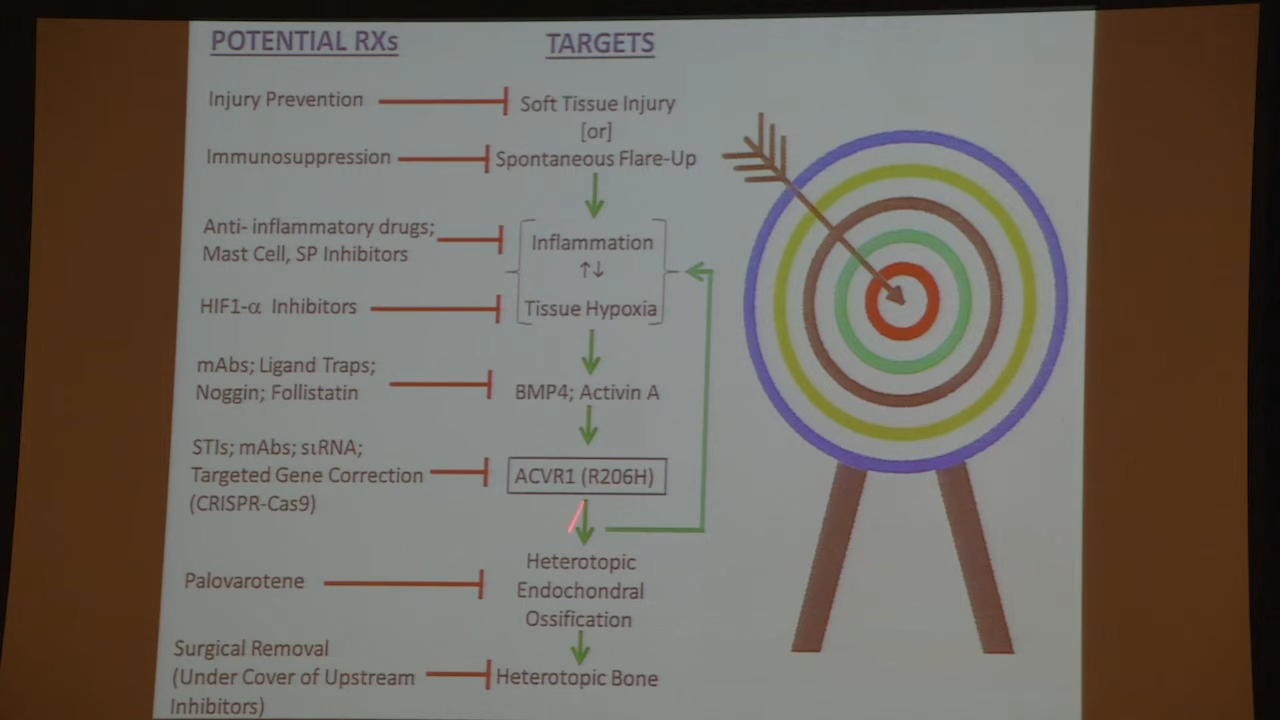 POTENTIAL RXs
TARGETS
Injury Prevention
Soft Tissue Injury
[or]
Immunosuppression
Spontaneous Flare-Up
Anti- inflammatory drugs;
Mast Cell, SP Inhibitors
Inflammation
↑↓
HIF1-α Inhibitors
Tissue Hypoxia
mAbs; Ligand Traps;
Noggin; Follistatin
BMP4; Activin A
STIs; mAbs; sιRNA;
Targeted Gene Correction
(CRISPR-Cas9)
ACVR1 (R206H)
Palovarotene
Heterotopic
Endochondral
Ossification
Surgical Removal
(Under Cover of Upstream
Inhibitors)
Heterotopic Bone